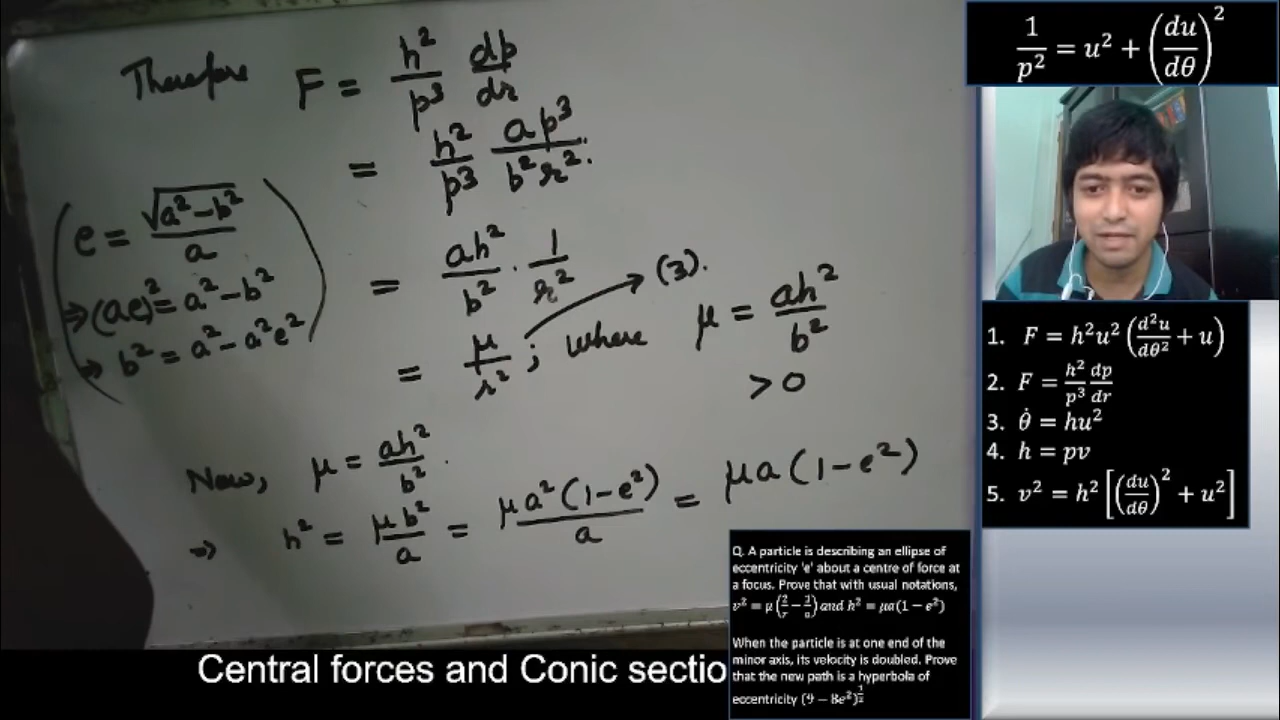 Therefore F = h²/p³ dp/dr
= h²/p³ ap³/b²r².
= ah²/b² · 1/r²
= μ/r² ; where μ = ah²/b²
> 0
→ (3).
( e = √(a²-b²)/a
⇒ (ae)² = a²-b²
⇒ b² = a²-a²e² )
Now, μ = ah²/b² .
⇒ h² = μb²/a = μa²(1-e²)/a = μa(1-e²)
1/p² = u² + (du/dθ)²
1. F = h²u² (d²u/dθ² + u)
2. F = h²/p³ dp/dr
3. θ̇ = hu²
4. h = pv
5. v² = h² [(du/dθ)² + u²]
Q. A particle is describing an ellipse of
eccentricity 'e' about a centre of force at
a focus. Prove that with usual notations,
v² = μ(2/r - 1/a) and h² = μa(1 - e²)
When the particle is at one end of the
minor axis, its velocity is doubled. Prove
that the new path is a hyperbola of
eccentricity (9 - 8e²)^1/2
Central forces and Conic sectio